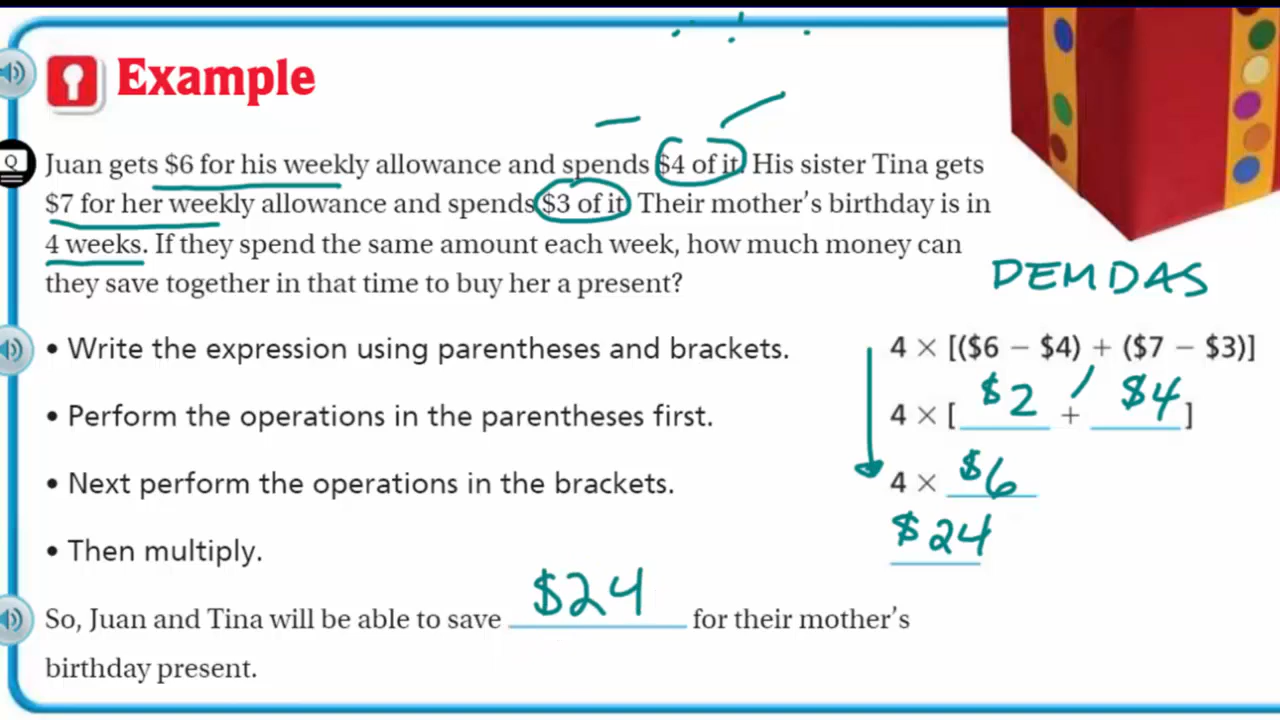 Example
Juan gets $6 for his weekly allowance and spends $4 of it. His sister Tina gets
$7 for her weekly allowance and spends $3 of it. Their mother's birthday is in
4 weeks. If they spend the same amount each week, how much money can
they save together in that time to buy her a present?
DEMDAS
• Write the expression using parentheses and brackets.
4 × [($6 − $4) + ($7 − $3)]
• Perform the operations in the parentheses first.
4 × [ $2 + $4 ]
• Next perform the operations in the brackets.
4 × $6
• Then multiply.
$24
So, Juan and Tina will be able to save $24 for their mother's
birthday present.
Q